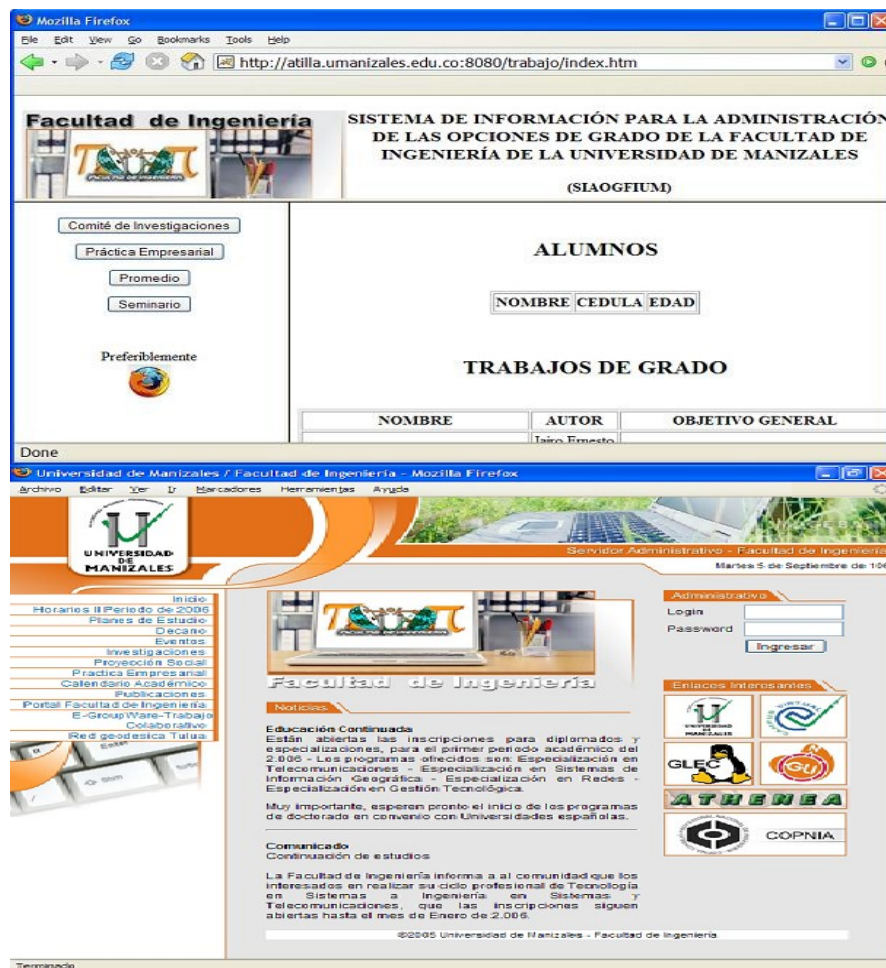 Mozilla Firefox
File Edit View Go Bookmarks Tools Help
http://atilla.umanizales.edu.co:8080/trabajo/index.htm
Facultad de Ingeniería
SISTEMA DE INFORMACIÓN PARA LA ADMINISTRACIÓN
DE LAS OPCIONES DE GRADO DE LA FACULTAD DE
INGENIERÍA DE LA UNIVERSIDAD DE MANIZALES
(SIAOGFIUM)
Comité de Investigaciones
Práctica Empresarial
Promedio
Seminario
Preferiblemente
ALUMNOS
NOMBRE CEDULA EDAD
TRABAJOS DE GRADO
NOMBRE AUTOR OBJETIVO GENERAL
Jairo Ernesto
Done
Universidad de Manizales / Facultad de Ingeniería - Mozilla Firefox
Archivo Editar Ver Ir Marcadores Herramientas Ayuda
UNIVERSIDAD
DE
MANIZALES
Servidor Administrativo - Facultad de Ingeniería
Martes 5 de Septiembre de 106
Inicio
Horarios II Periodo de 2006
Planes de Estudio
Decano
Eventos
Investigaciones
Proyección Social
Practica Empresarial
Calendario Académico
Publicaciones
Portal Facultad de Ingeniería
E-GroupWare-Trabajo
Colaborativo
Red geodesica Tulua
Facultad de Ingeniería
Noticias
Educación Continuada
Están abiertas las inscripciones para diplomados y
especializaciones, para el primer periodo académico del
2.006 - Los programas ofrecidos son: Especialización en
Telecomunicaciones - Especialización en Sistemas de
Información Geográfica - Especialización en Redes -
Especialización en Gestión Tecnológica.
Muy importante, esperen pronto el inicio de los programas
de doctorado en convenio con Universidades españolas.
Comunicado
Continuación de estudios
La Facultad de Ingeniería informa a al comunidad que los
interesados en realizar su ciclo profesional de Tecnología
en Sistemas a Ingeniería en Sistemas y
Telecomunicaciones, que las inscripciones siguen
abiertas hasta el mes de Enero de 2.006.
©2005 Universidad de Manizales - Facultad de Ingeniería
Administrativo
Login
Password
Ingresar
Enlaces Interesantes
GLEC
ATHENEA
COPNIA
Terminado